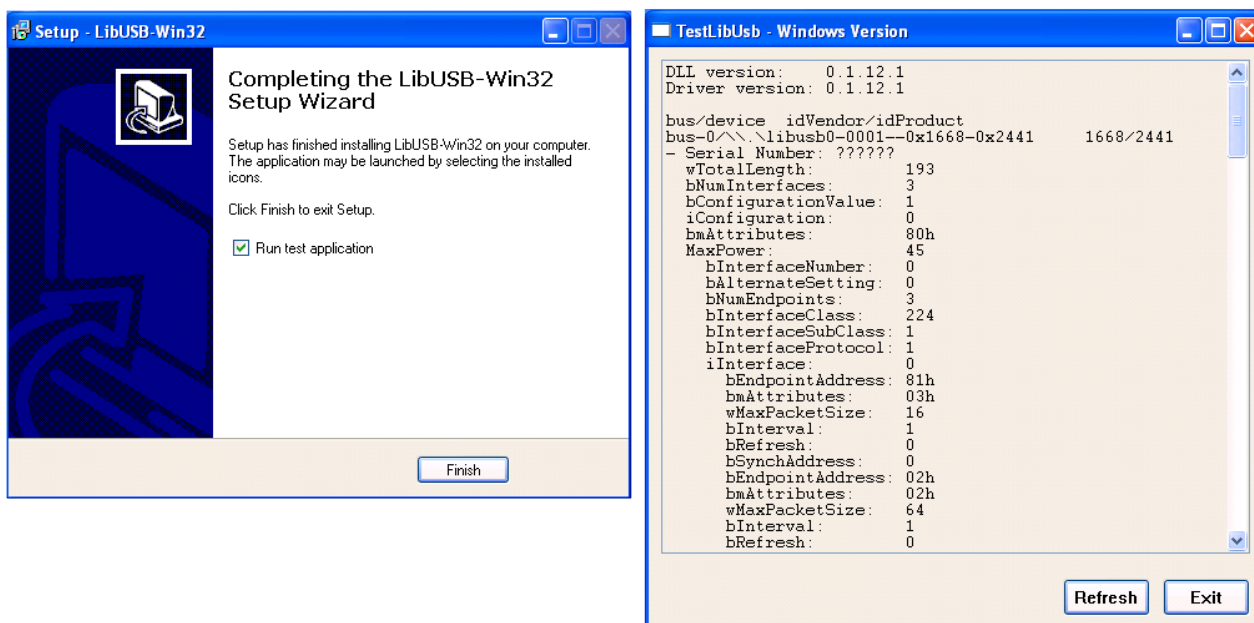 Setup - LibUSB-Win32
Completing the LibUSB-Win32
Setup Wizard
Setup has finished installing LibUSB-Win32 on your computer.
The application may be launched by selecting the installed
icons.
Click Finish to exit Setup.
Run test application
Finish
TestLibUsb - Windows Version
DLL version: 0.1.12.1
Driver version: 0.1.12.1
bus/device idVendor/idProduct
bus-0/\\.\libusb0-0001--0x1668-0x2441 1668/2441
- Serial Number: ??????
wTotalLength: 193
bNumInterfaces: 3
bConfigurationValue: 1
iConfiguration: 0
bmAttributes: 80h
MaxPower: 45
bInterfaceNumber: 0
bAlternateSetting: 0
bNumEndpoints: 3
bInterfaceClass: 224
bInterfaceSubClass: 1
bInterfaceProtocol: 1
iInterface: 0
bEndpointAddress: 81h
bmAttributes: 03h
wMaxPacketSize: 16
bInterval: 1
bRefresh: 0
bSynchAddress: 0
bEndpointAddress: 02h
bmAttributes: 02h
wMaxPacketSize: 64
bInterval: 1
bRefresh: 0
Refresh Exit